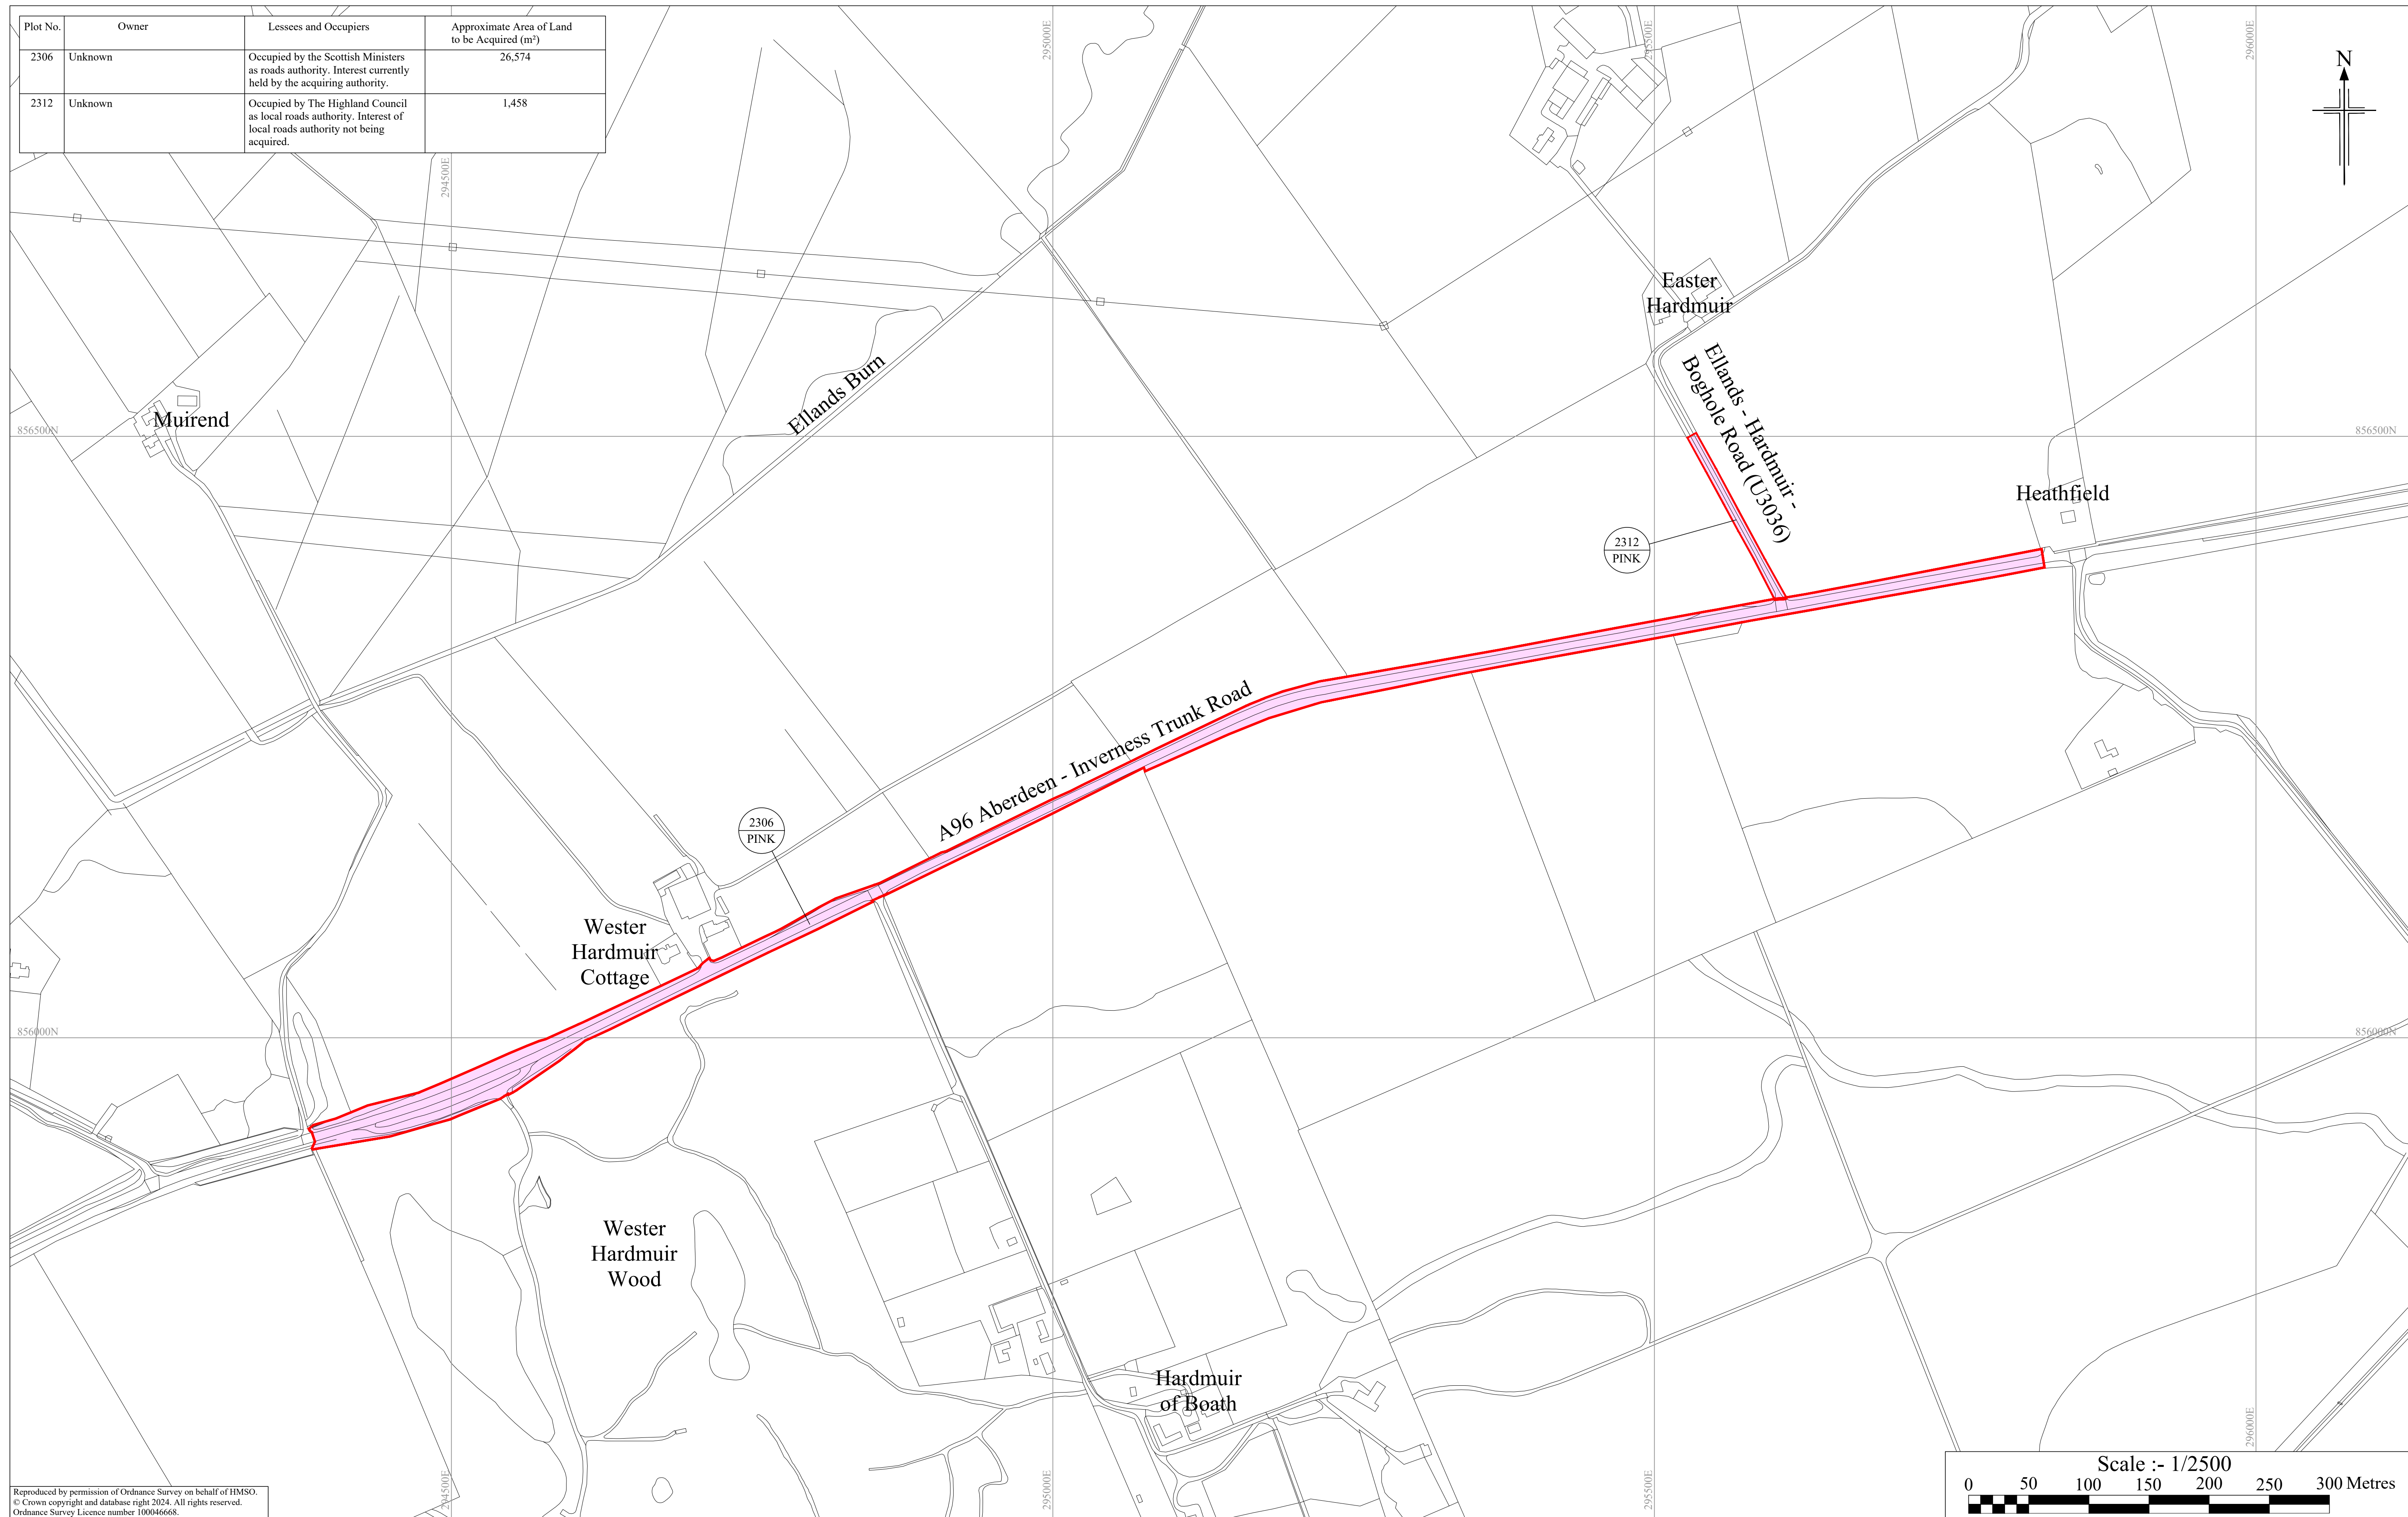 Plot No.
Owner
Lessees and Occupiers
Approximate Area of Land
to be Acquired (m²)
2306
Unknown
Occupied by the Scottish Ministers
as roads authority. Interest currently
held by the acquiring authority.
26,574
2312
Unknown
Occupied by The Highland Council
as local roads authority. Interest of
local roads authority not being
acquired.
1,458
294500E
295000E
295500E
296000E
N
Easter
Hardmuir
Ellands Burn
Muirend
856500N
856500N
Ellands - Hardmuir -
Boghole Road (U3036)
Heathfield
2312
PINK
A96 Aberdeen - Inverness Trunk Road
2306
PINK
Wester
Hardmuir
Cottage
856000N
856000N
Wester
Hardmuir
Wood
Hardmuir
of Boath
294500E
295000E
295500E
296000E
Scale :- 1/2500
0 50 100 150 200 250 300 Metres
Reproduced by permission of Ordnance Survey on behalf of HMSO.
© Crown copyright and database right 2024. All rights reserved.
Ordnance Survey Licence number 100046668.